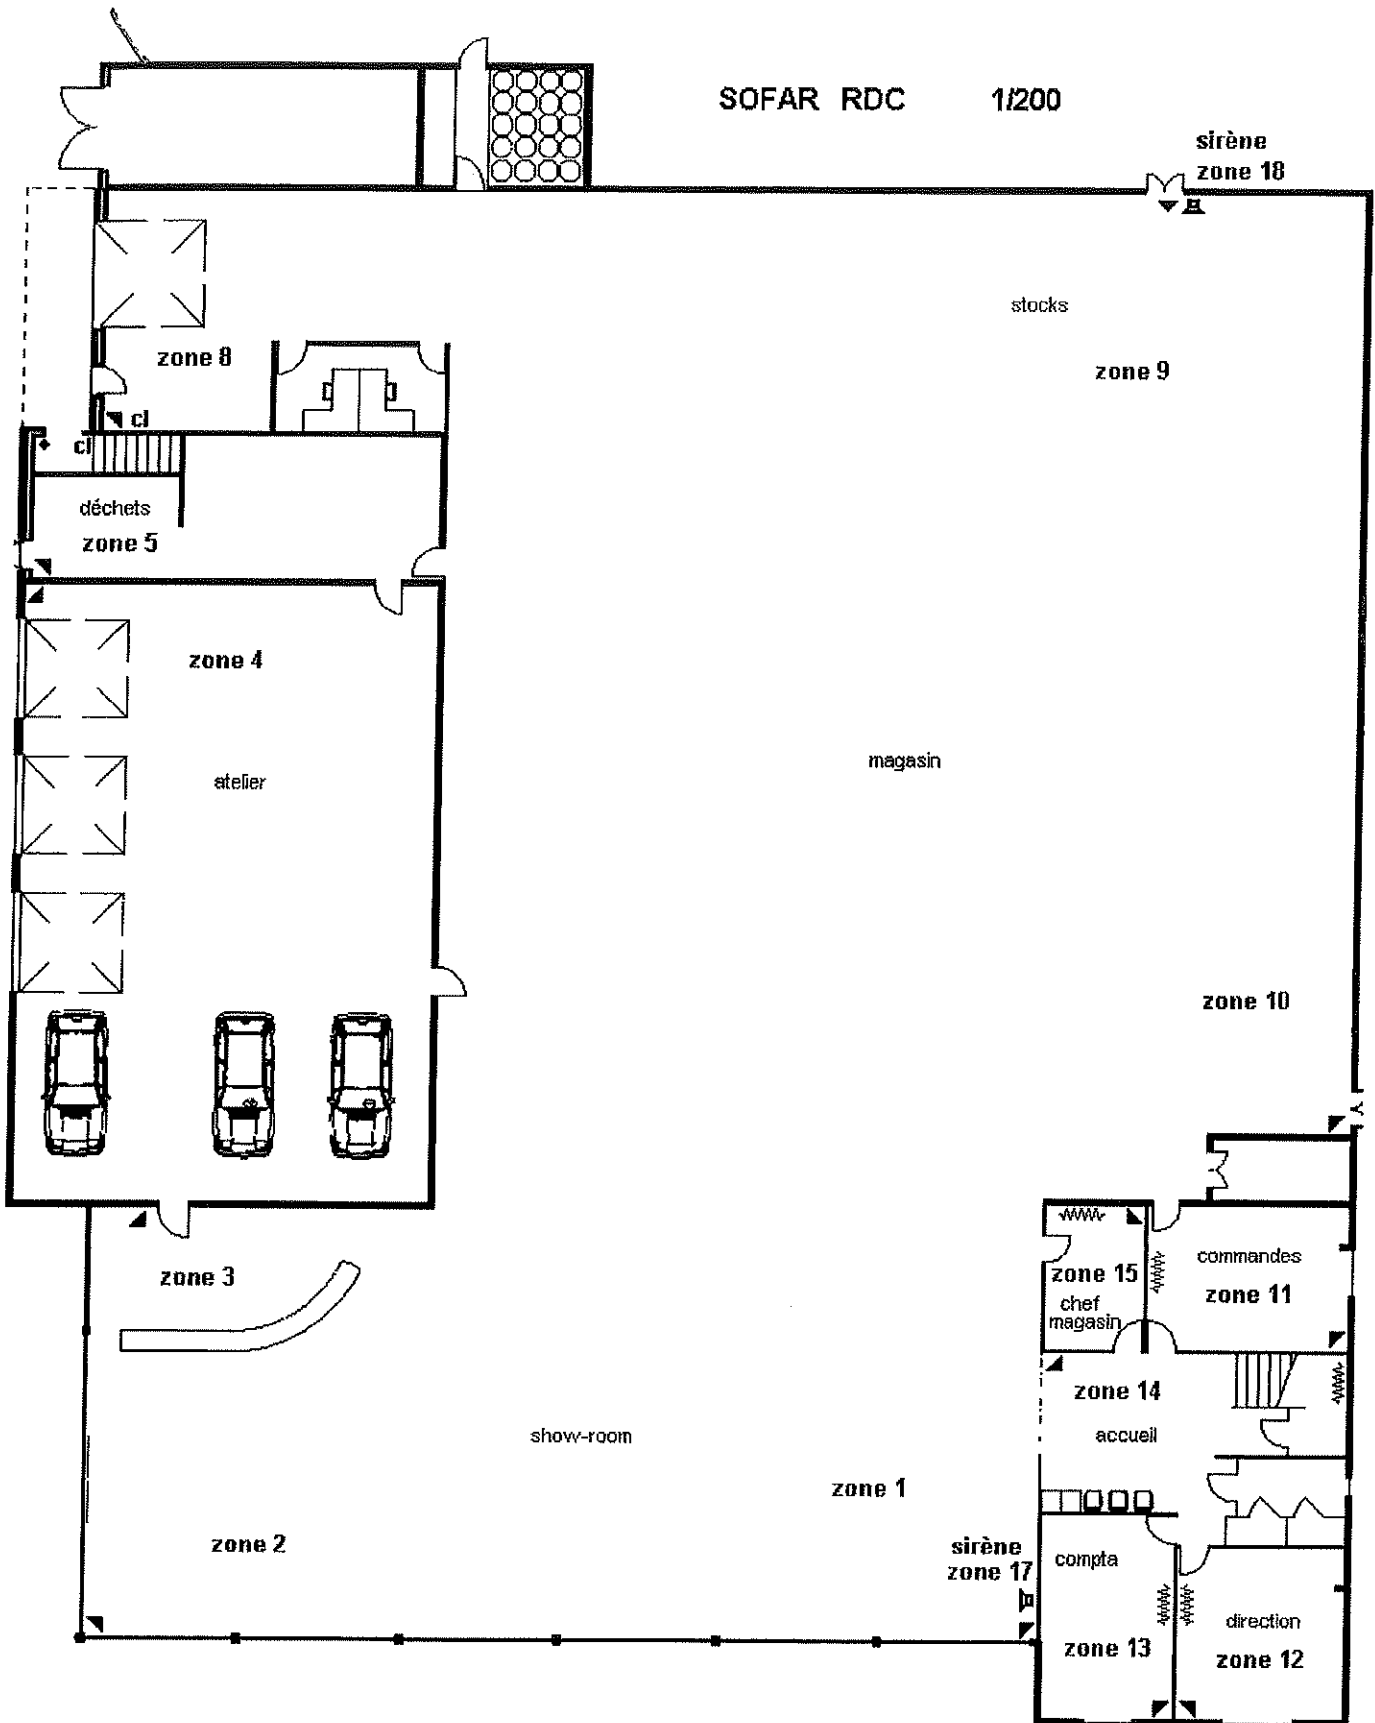 SOFAR RDC 1/200
sirène
zone 18
stocks
zone 8
zone 9
cl
cl
déchets
zone 5
zone 4
magasin
atelier
zone 10
commandes
zone 3
zone 15
zone 11
chef
magasin
zone 14
show-room
accueil
zone 1
zone 2
sirène
zone 17
compta
direction
zone 13
zone 12